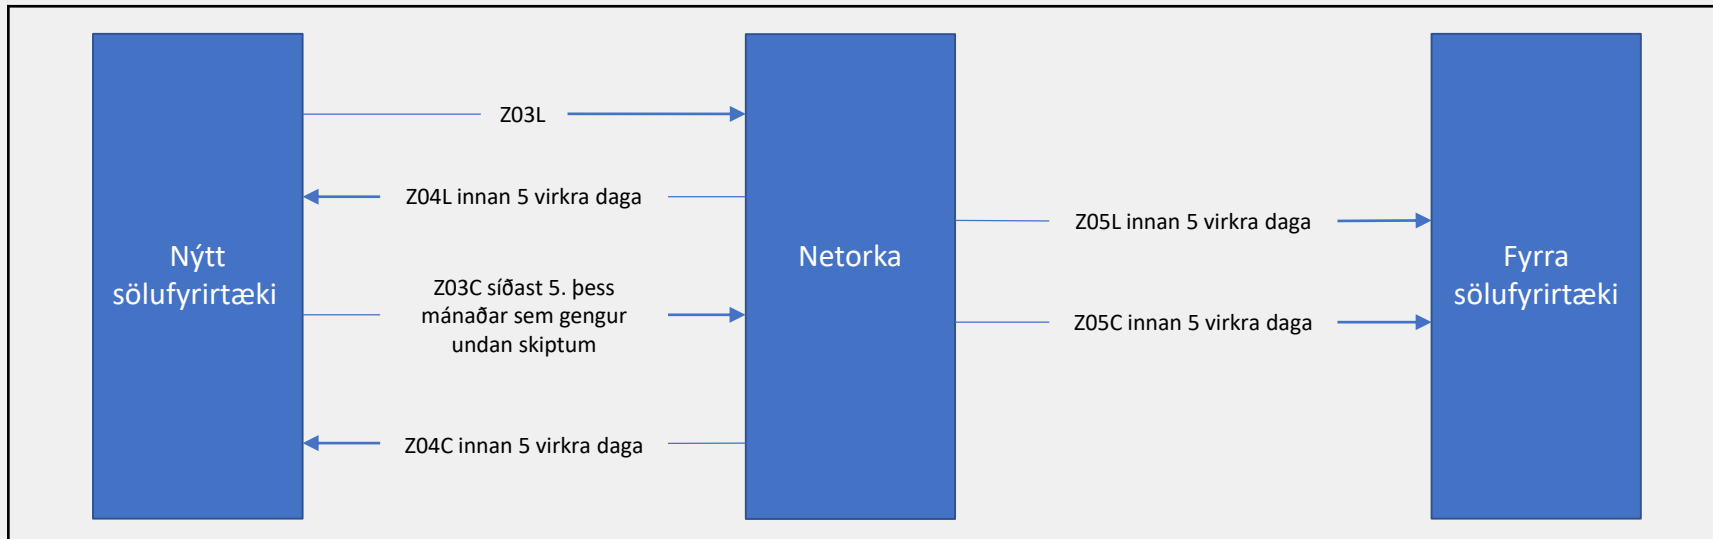 Nýtt
sölufyrirtæki
Z03L
Z04L innan 5 virkra daga
Z03C síðast 5. þess
mánaðar sem gengur
undan skiptum
Z04C innan 5 virkra daga
Netorka
Z05L innan 5 virkra daga
Z05C innan 5 virkra daga
Fyrra
sölufyrirtæki